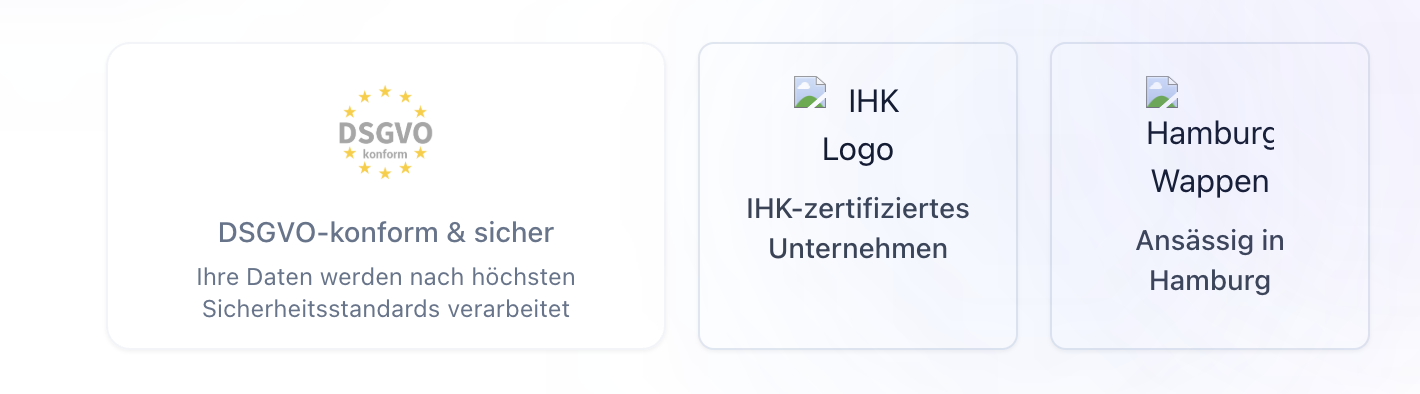 DSGVO
konform
DSGVO-konform & sicher
Ihre Daten werden nach höchsten
Sicherheitsstandards verarbeitet
IHK
Logo
IHK-zertifiziertes
Unternehmen
Hamburg
Wappen
Ansässig in
Hamburg